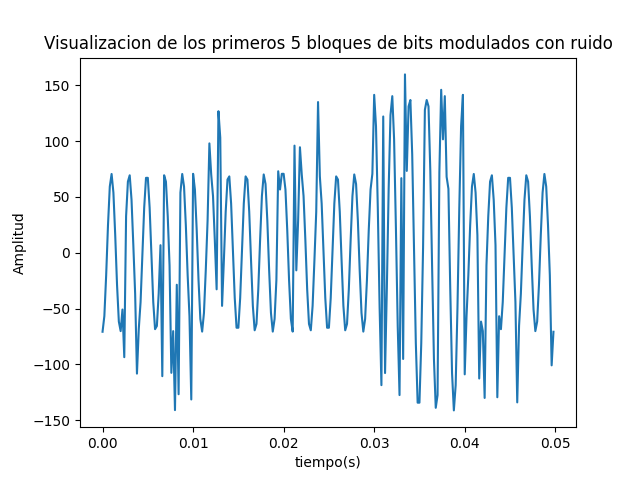 Visualizacion de los primeros 5 bloques de bits modulados con ruido
150
100
50
0
−50
−100
−150
Amplitud
0.00 0.01 0.02 0.03 0.04 0.05
tiempo(s)